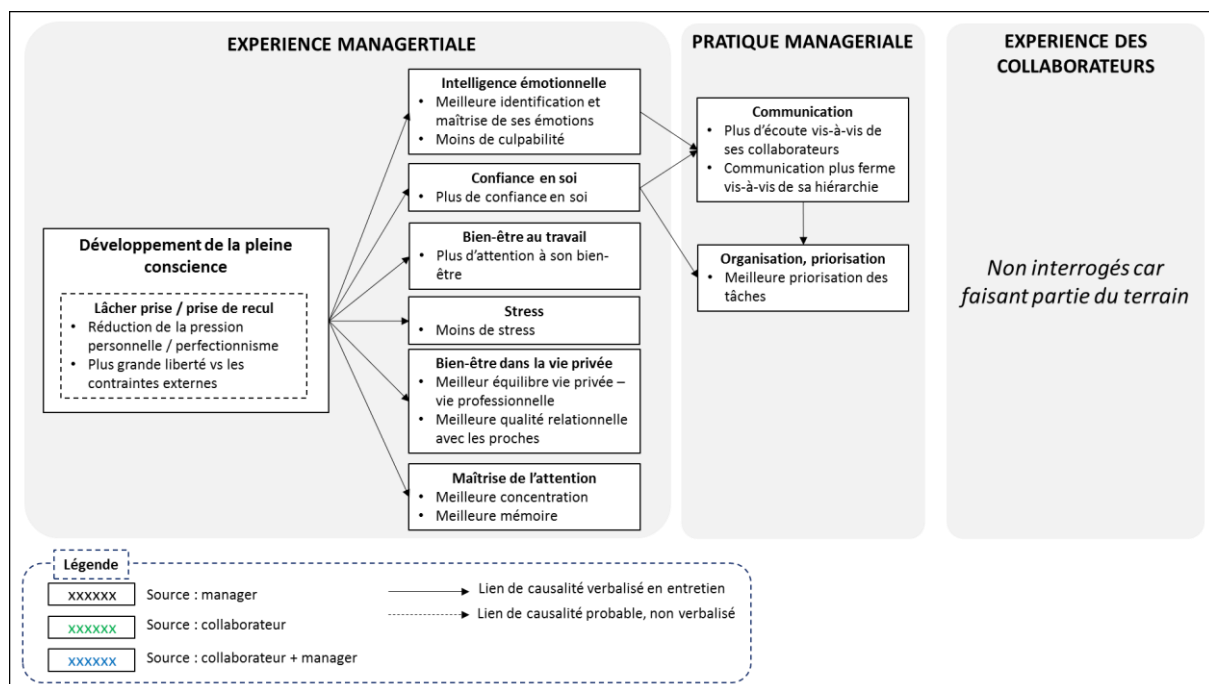 EXPERIENCE MANAGERTIALE
PRATIQUE MANAGERIALE
EXPERIENCE DES
COLLABORATEURS
Développement de la pleine
conscience
Lâcher prise / prise de recul
• Réduction de la pression
personnelle / perfectionnisme
• Plus grande liberté vs les
contraintes externes
Intelligence émotionnelle
• Meilleure identification et
maîtrise de ses émotions
• Moins de culpabilité
Confiance en soi
• Plus de confiance en soi
Bien-être au travail
• Plus d’attention à son bien-
être
Stress
• Moins de stress
Bien-être dans la vie privée
• Meilleur équilibre vie privée –
vie professionnelle
• Meilleure qualité relationnelle
avec les proches
Maîtrise de l’attention
• Meilleure concentration
• Meilleure mémoire
Communication
• Plus d’écoute vis-à-vis de
ses collaborateurs
• Communication plus ferme
vis-à-vis de sa hiérarchie
Organisation, priorisation
• Meilleure priorisation des
tâches
Non interrogés car
faisant partie du terrain
Légende
xxxxxx Source : manager
xxxxxx Source : collaborateur
xxxxxx Source : collaborateur + manager
Lien de causalité verbalisé en entretien
Lien de causalité probable, non verbalisé